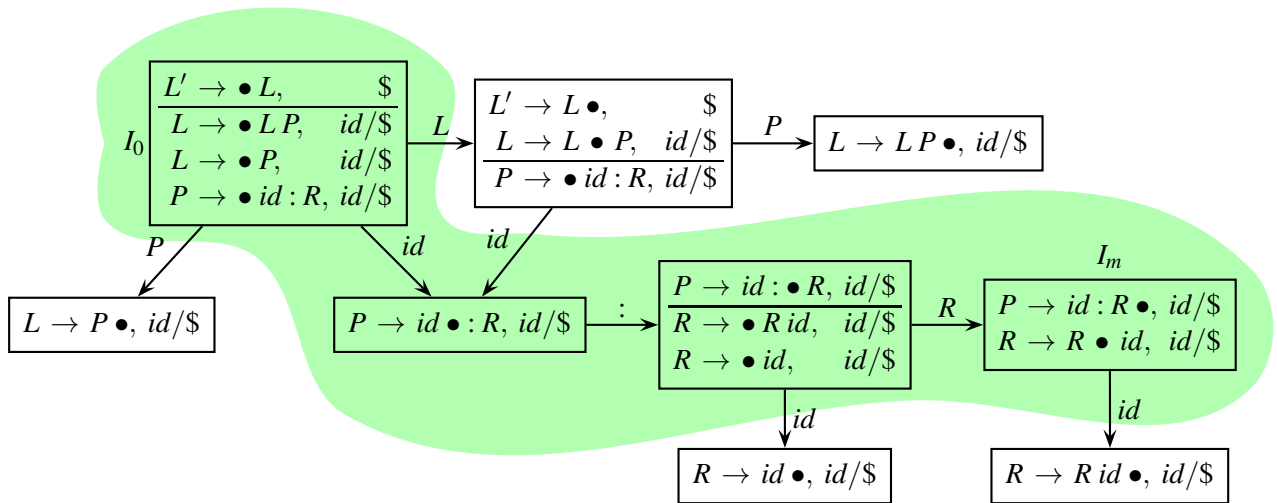 L′ → • L, $
L → • L P, id/$
L → • P, id/$
P → • id : R, id/$
I₀
L
L′ → L •, $
L → L • P, id/$
P → • id : R, id/$
P
L → L P •, id/$
P
id
id
L → P •, id/$
P → id • : R, id/$
:
P → id : • R, id/$
R → • R id, id/$
R → • id, id/$
R
Iₘ
P → id : R •, id/$
R → R • id, id/$
id
id
R → id •, id/$
R → R id •, id/$